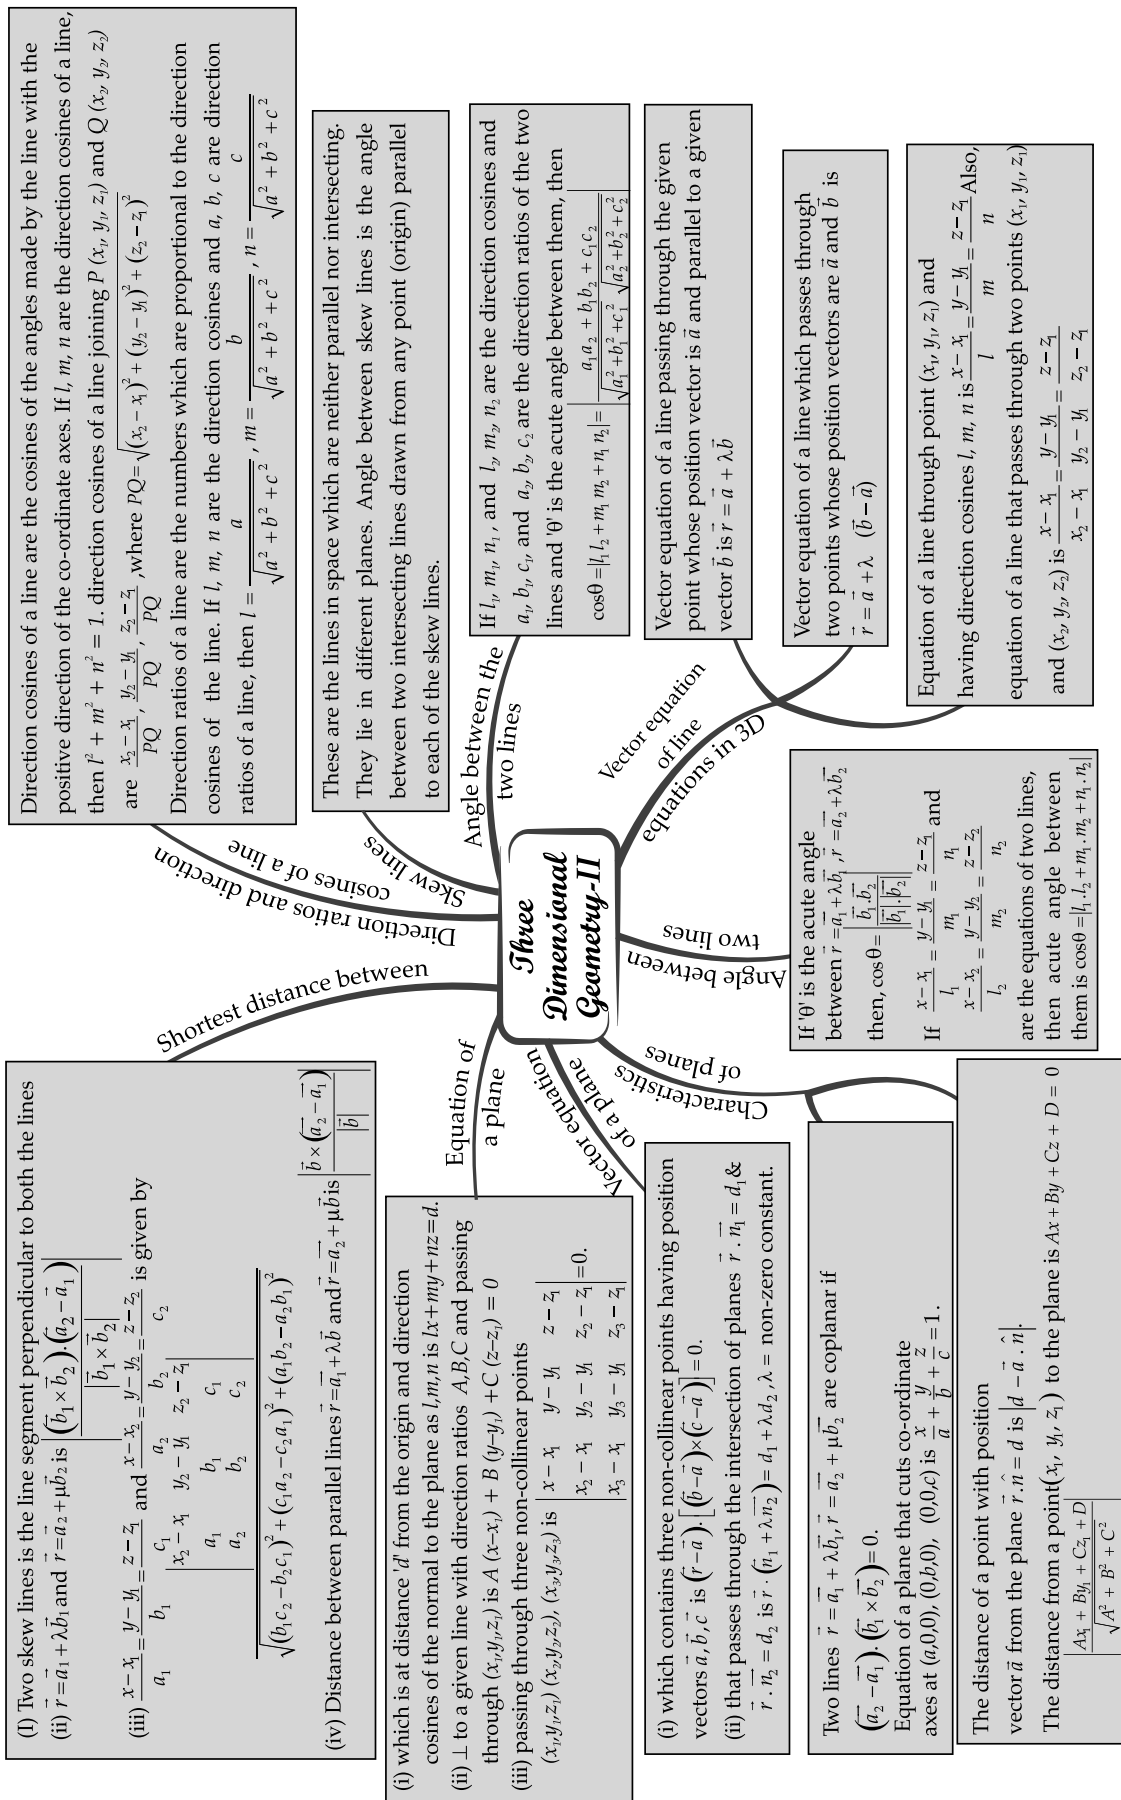 Three
Dimensional
Geometry-II
Direction ratios and direction
cosines of a line
Direction cosines of a line are the cosines of the angles made by the line with the
positive direction of the co-ordinate axes. If l, m, n are the direction cosines of a line,
then l² + m² + n² = 1. direction cosines of a line joining P (x₁, y₁, z₁) and Q (x₂, y₂, z₂)
are (x₂ − x₁)/PQ , (y₂ − y₁)/PQ , (z₂ − z₁)/PQ ,where PQ=√((x₂ − x₁)² + (y₂ − y₁)² + (z₂ − z₁)²)
Direction ratios of a line are the numbers which are proportional to the direction
cosines of the line. If l, m, n are the direction cosines and a, b, c are direction
ratios of a line, then l = a/√(a² + b² + c²) , m = b/√(a² + b² + c²) , n = c/√(a² + b² + c²)
Skew lines
These are the lines in space which are neither parallel nor intersecting.
They lie in different planes. Angle between skew lines is the angle
between two intersecting lines drawn from any point (origin) parallel
to each of the skew lines.
Angle between the
two lines
If l₁, m₁, n₁ , and l₂, m₂, n₂ are the direction cosines and
a₁, b₁, c₁, and a₂, b₂, c₂ are the direction ratios of the two
lines and 'θ' is the acute angle between them, then
cosθ =|l₁l₂ + m₁m₂ + n₁n₂|= |(a₁a₂ + b₁b₂ + c₁c₂)/(√(a₁²+b₁²+c₁²) √(a₂²+b₂²+c₂²))|
Vector equation
of line
equations in 3D
Vector equation of a line passing through the given
point whose position vector is a⃗ and parallel to a given
vector b⃗ is r⃗ = a⃗ + λb⃗
Vector equation of a line which passes through
two points whose position vectors are a⃗ and b⃗ is
r⃗ = a⃗ + λ (b⃗ − a⃗)
Equation of a line through point (x₁, y₁, z₁) and
having direction cosines l, m, n is (x − x₁)/l = (y − y₁)/m = (z − z₁)/n Also,
equation of a line that passes through two points (x₁, y₁, z₁)
and (x₂, y₂, z₂) is (x − x₁)/(x₂ − x₁) = (y − y₁)/(y₂ − y₁) = (z − z₁)/(z₂ − z₁)
Angle between
two lines
If 'θ' is the acute angle
between r⃗ = a⃗₁ + λb⃗₁, r⃗ = a⃗₂ + λb⃗₂
then, cosθ = |(b⃗₁.b⃗₂)/(|b⃗₁|.|b⃗₂|)|
If (x − x₁)/l₁ = (y − y₁)/m₁ = (z − z₁)/n₁ and
(x − x₂)/l₂ = (y − y₂)/m₂ = (z − z₂)/n₂
are the equations of two lines,
then acute angle between
them is cosθ =|l₁.l₂ + m₁.m₂ + n₁.n₂|
Shortest distance between
(I) Two skew lines is the line segment perpendicular to both the lines
(ii) r⃗ = a⃗₁ + λb⃗₁ and r⃗ = a⃗₂ + μb⃗₂ is |((b⃗₁ × b⃗₂).(a⃗₂ − a⃗₁))/|b⃗₁ × b⃗₂||
(iii) (x − x₁)/a₁ = (y − y₁)/b₁ = (z − z₁)/c₁ and (x − x₂)/a₂ = (y − y₂)/b₂ = (z − z₂)/c₂ is given by
|x₂ − x₁ y₂ − y₁ z₂ − z₁|
|a₁ b₁ c₁|
|a₂ b₂ c₂|
√((b₁c₂ − b₂c₁)² + (c₁a₂ − c₂a₁)² + (a₁b₂ − a₂b₁)²)
(iv) Distance between parallel lines r⃗ = a⃗₁ + λb⃗ and r⃗ = a⃗₂ + μb⃗ is |(b⃗ × (a⃗₂ − a⃗₁))/|b⃗||
Equation of
a plane
(i) which is at distance 'd' from the origin and direction
cosines of the normal to the plane as l,m,n is lx+my+nz=d.
(ii) ⊥ to a given line with direction ratios A,B,C and passing
through (x₁,y₁,z₁) is A (x–x₁) + B (y–y₁) +C (z–z₁) = 0
(iii) passing through three non-collinear points
(x₁,y₁,z₁) (x₂,y₂,z₂), (x₃,y₃,z₃) is
|x − x₁ y − y₁ z − z₁|
|x₂ − x₁ y₂ − y₁ z₂ − z₁| =0.
|x₃ − x₁ y₃ − y₁ z₃ − z₁|
Vector equation
of a plane
(i) which contains three non-collinear points having position
vectors a⃗, b⃗, c⃗ is (r⃗ − a⃗).[(b⃗ − a⃗)×(c⃗ − a⃗)] = 0.
(ii) that passes through the intersection of planes r⃗ . n⃗₁ = d₁ &
r⃗ . n⃗₂ = d₂ is r⃗ · (n⃗₁ + λn⃗₂) = d₁ + λd₂, λ = non-zero constant.
Characteristics
of planes
Two lines r⃗ = a⃗₁ + λb⃗₁, r⃗ = a⃗₂ + μb⃗₂ are coplanar if
(a⃗₂ − a⃗₁).(b⃗₁ × b⃗₂) = 0.
Equation of a plane that cuts co-ordinate
axes at (a,0,0), (0,b,0), (0,0,c) is x/a + y/b + z/c = 1.
The distance of a point with position
vector a⃗ from the plane r⃗.n̂ = d is |d − a⃗.n̂|.
The distance from a point(x₁, y₁, z₁) to the plane is Ax + By + Cz + D = 0
|(Ax₁ + By₁ + Cz₁ + D)/√(A² + B² + C²)|